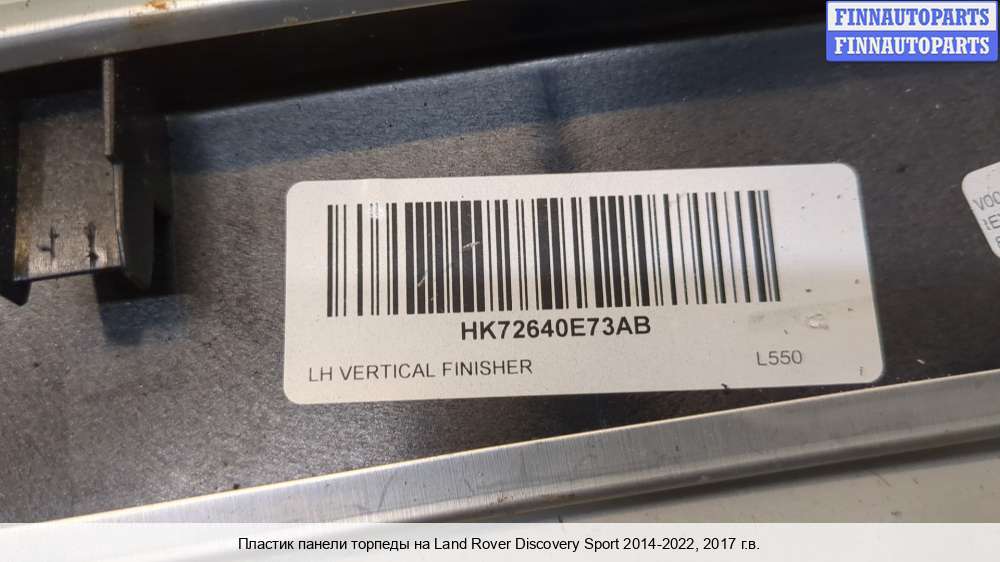 FINNAUTOPARTS
FINNAUTOPARTS
HK72640E73AB
LH VERTICAL FINISHER
L550
Пластик панели торпеды на Land Rover Discovery Sport 2014-2022, 2017 г.в.